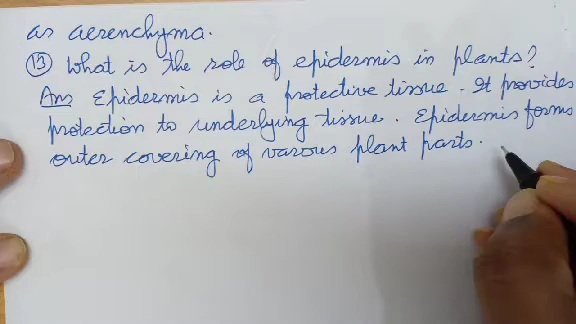 as aerenchyma.
(13) What is the role of epidermis in plants?
Ans Epidermis is a protective tissue. It provides
protection to underlying tissue. Epidermis forms
outer covering of varous plant parts.